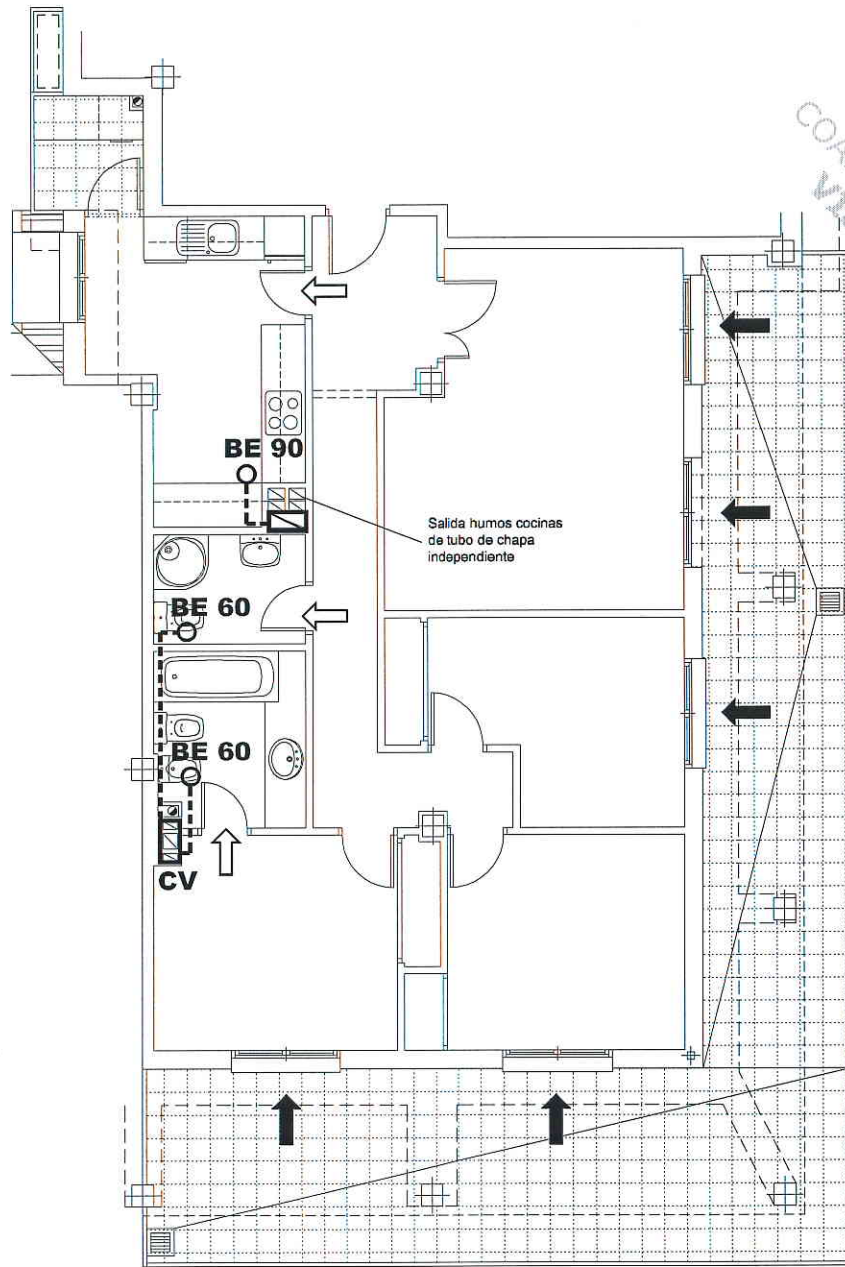 BE 90
Salida humos cocinas
de tubo de chapa
independiente
BE 60
BE 60
CV